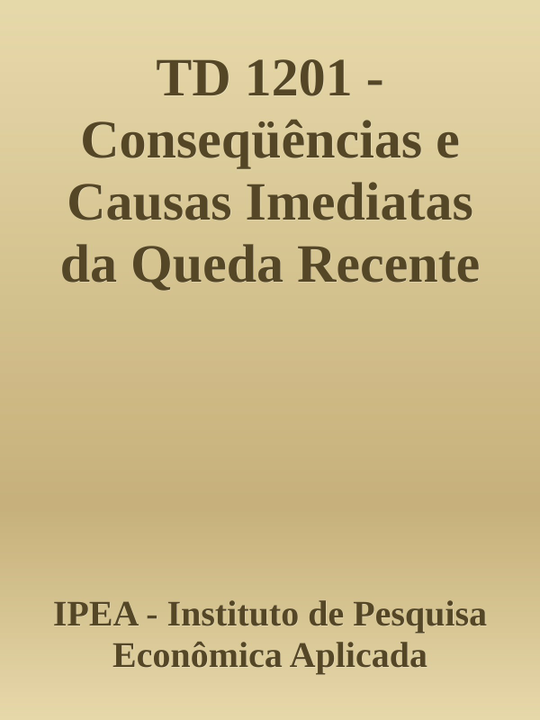 TD 1201 -
Conseqüências e
Causas Imediatas
da Queda Recente
IPEA - Instituto de Pesquisa
Econômica Aplicada